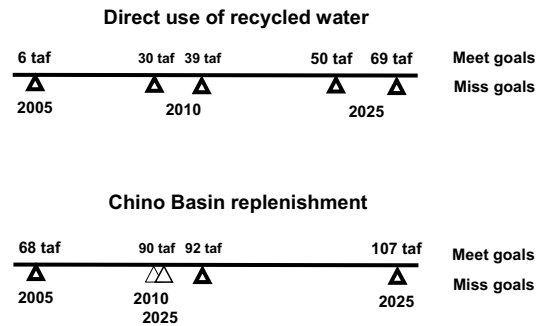 Direct use of recycled water
6 taf 30 taf 39 taf 50 taf 69 taf Meet goals
Miss goals
2005 2010 2025
Chino Basin replenishment
68 taf 90 taf 92 taf 107 taf Meet goals
Miss goals
2005 2010 2025
2025